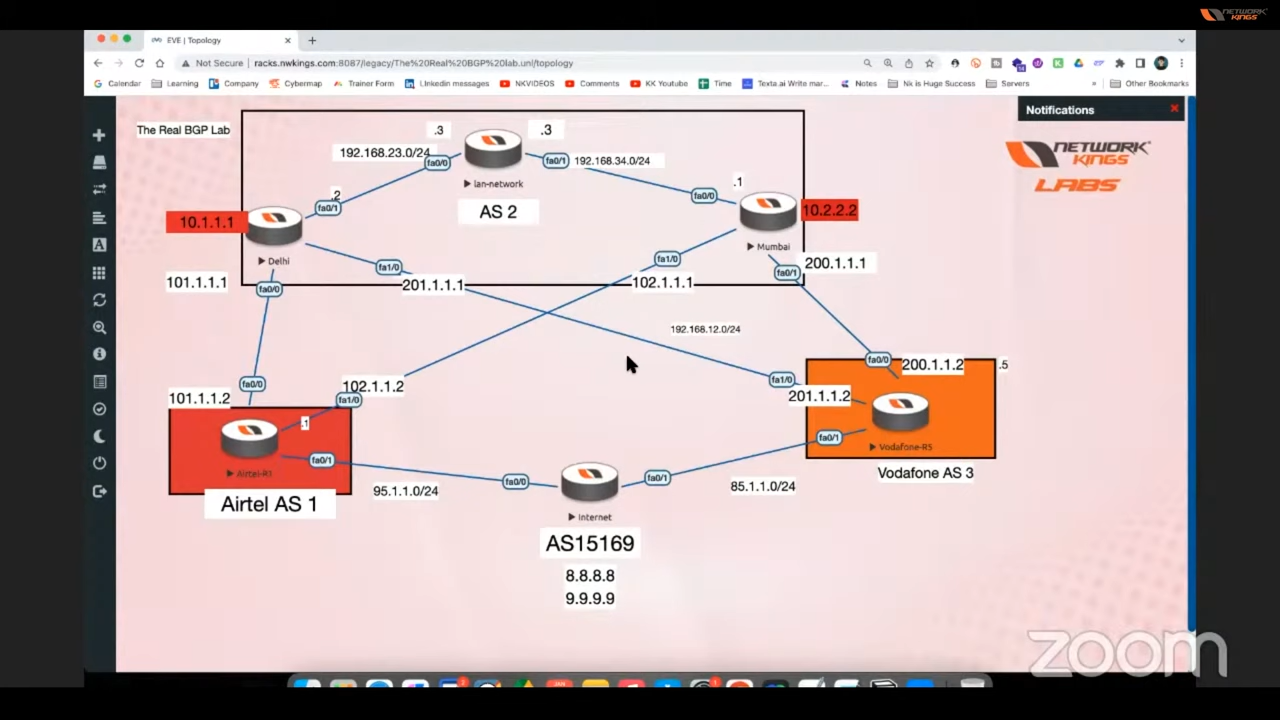 NETWORK
KINGS
EVE | Topology
Not Secure | racks.nwkings.com:8087/legacy/The%20Real%20BGP%20lab.unl/topology
Calendar
Learning
Company
Cybermap
Trainer Form
Linkedin messages
NKVIDEOS
Comments
KK Youtube
Time
Texta.ai Write mar...
Notes
Nk is Huge Success
Servers
Other Bookmarks
Notifications
The Real BGP Lab
NETWORK
KINGS
LABS
.3
.3
192.168.23.0/24
fa0/0
fa0/1
192.168.34.0/24
lan-network
AS 2
.2
fa0/1
.1
fa0/0
10.1.1.1
10.2.2.2
Delhi
Mumbai
101.1.1.1
fa0/0
fa1/0
201.1.1.1
fa1/0
102.1.1.1
fa0/1
200.1.1.1
192.168.12.0/24
fa0/0
200.1.1.2
.5
fa1/0
201.1.1.2
fa0/0
101.1.1.2
102.1.1.2
fa1/0
.1
Airtel-R1
fa0/1
Airtel AS 1
95.1.1.0/24
fa0/0
fa0/1
85.1.1.0/24
fa0/1
Vodafone-R5
Vodafone AS 3
Internet
AS15169
8.8.8.8
9.9.9.9
zoom